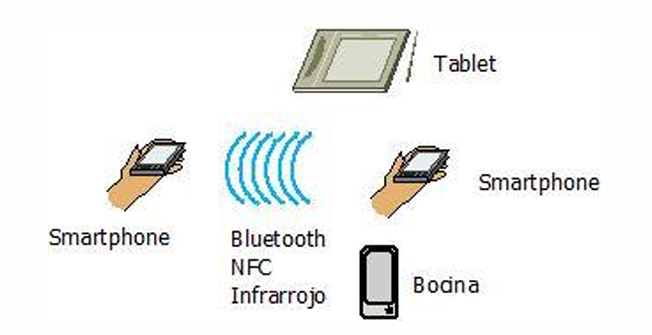 Tablet
Smartphone
Smartphone
Bluetooth
NFC
Infrarrojo
Bocina